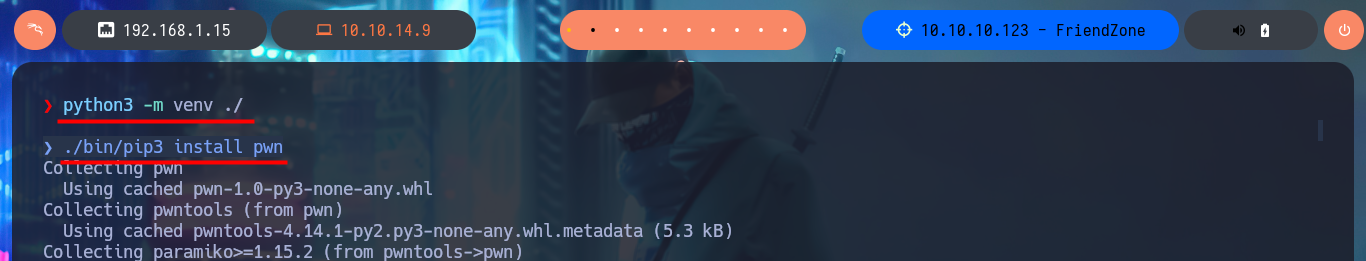 192.168.1.15
10.10.14.9
10.10.10.123 - FriendZone
❯ python3 -m venv ./
❯ ./bin/pip3 install pwn
Collecting pwn
  Using cached pwn-1.0-py3-none-any.whl
Collecting pwntools (from pwn)
  Using cached pwntools-4.14.1-py2.py3-none-any.whl.metadata (5.3 kB)
Collecting paramiko>=1.15.2 (from pwntools->pwn)